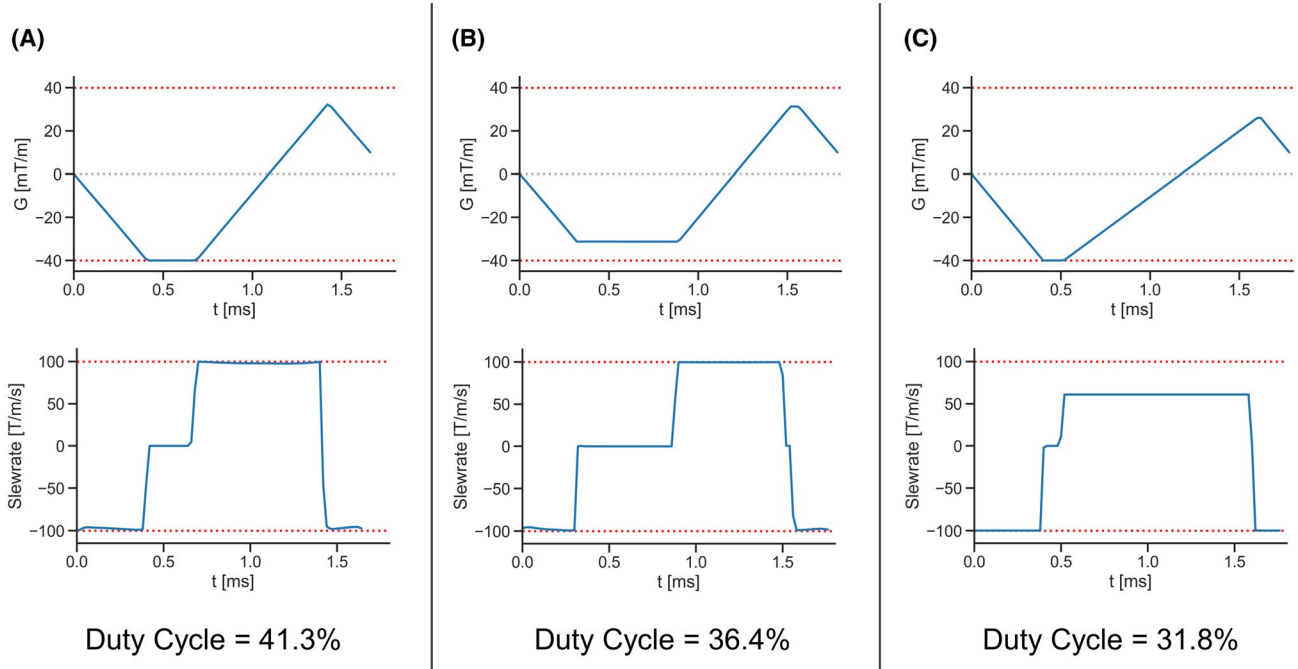 (A)
G [mT/m]
40
20
0
−20
−40
0.0 0.5 1.0 1.5
t [ms]
Slewrate [T/m/s]
100
50
0
−50
−100
0.0 0.5 1.0 1.5
t [ms]
Duty Cycle = 41.3%
(B)
G [mT/m]
40
20
0
−20
−40
0.0 0.5 1.0 1.5
t [ms]
Slewrate [T/m/s]
100
50
0
−50
−100
0.0 0.5 1.0 1.5
t [ms]
Duty Cycle = 36.4%
(C)
G [mT/m]
40
20
0
−20
−40
0.0 0.5 1.0 1.5
t [ms]
Slewrate [T/m/s]
100
50
0
−50
−100
0.0 0.5 1.0 1.5
t [ms]
Duty Cycle = 31.8%